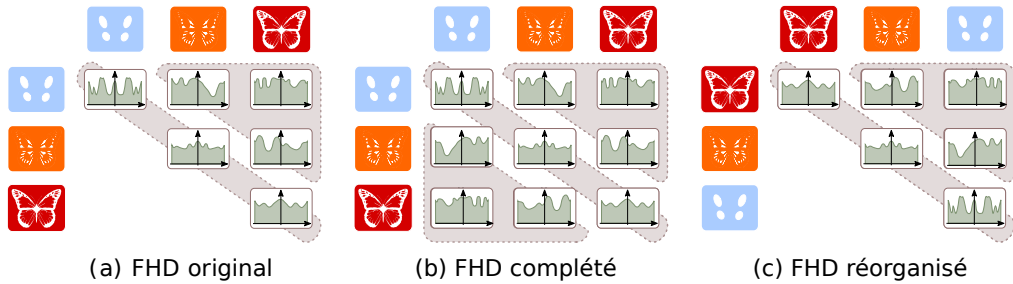 (a) FHD original
(b) FHD complété
(c) FHD réorganisé